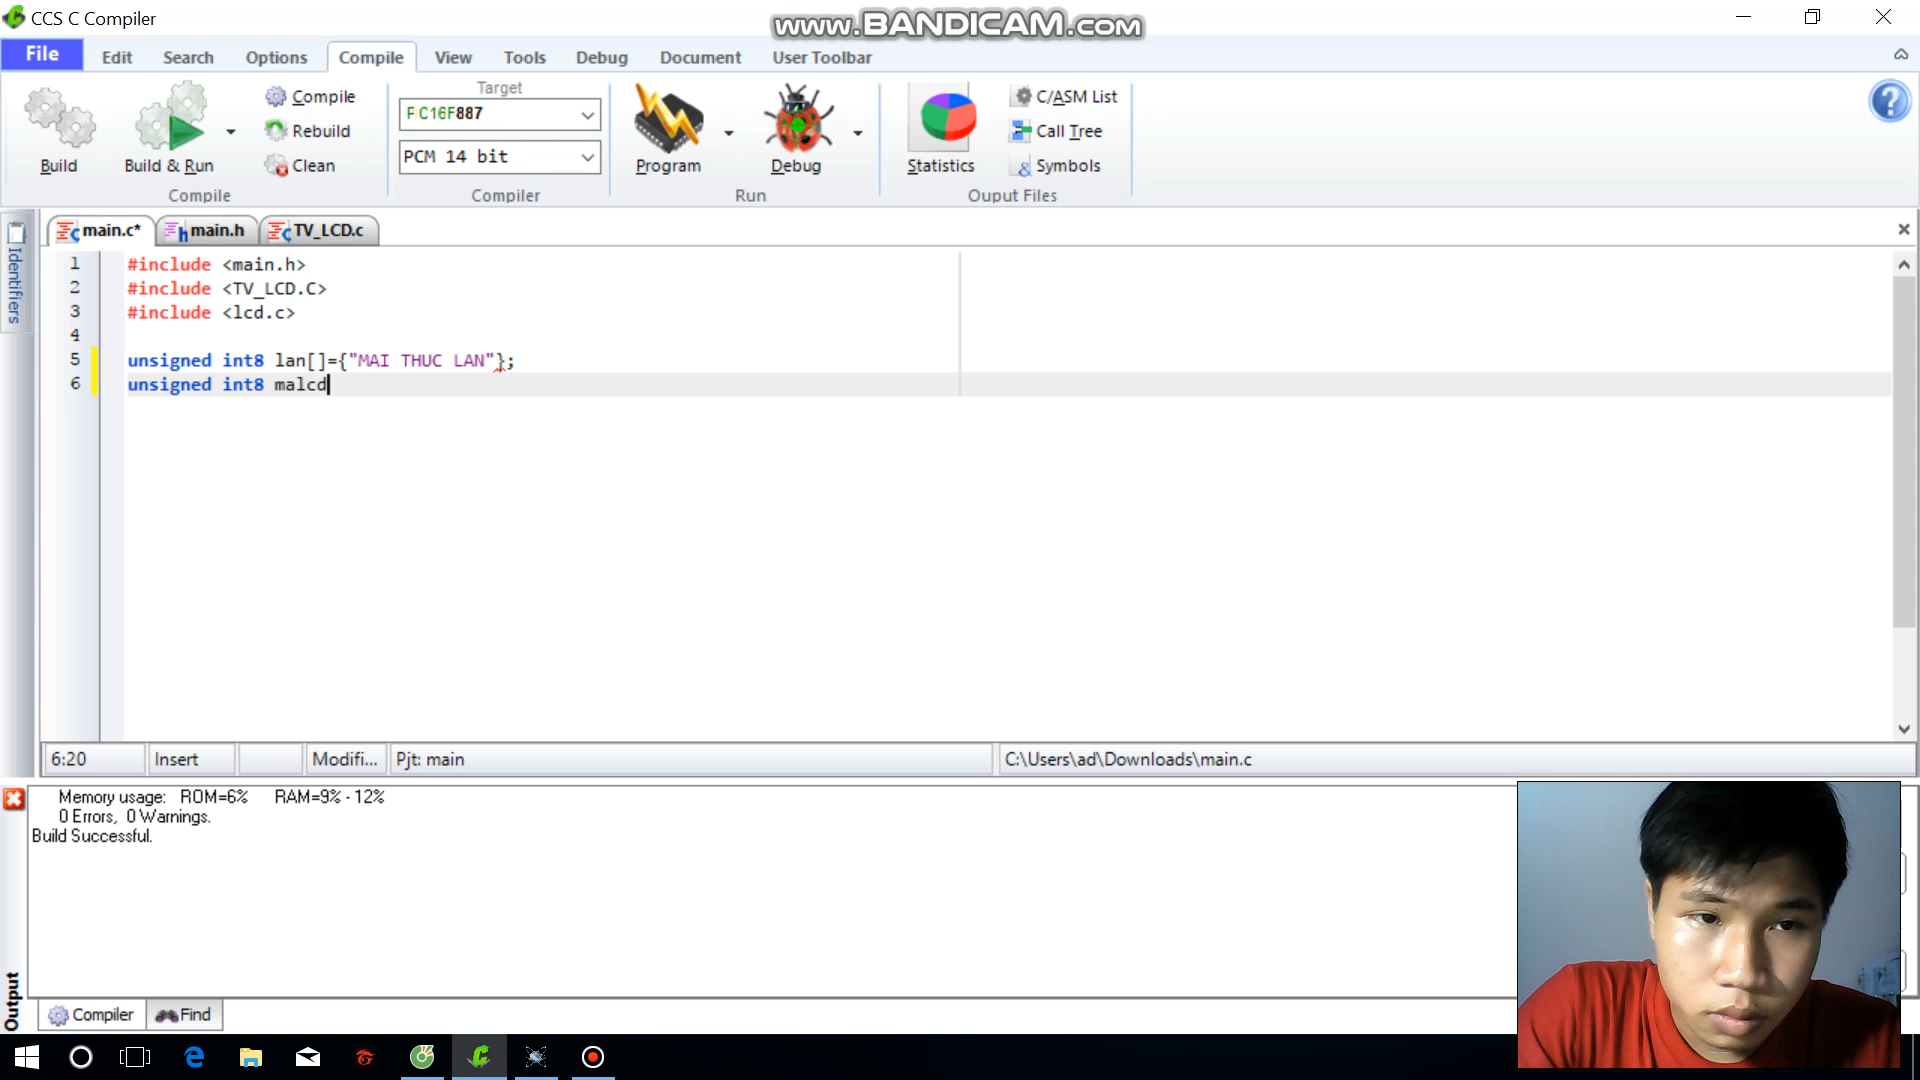 CCS C Compiler
www.BANDICAM.com
File Edit Search Options Compile View Tools Debug Document User Toolbar
Build
Build & Run
Compile
Rebuild
Clean
Compile
Target
PIC16F887
PCM 14 bit
Compiler
Program
Debug
Run
Statistics
C/ASM List
Call Tree
Symbols
Ouput Files
Identifiers
main.c* main.h TV_LCD.c
1 #include <main.h>
2 #include <TV_LCD.C>
3 #include <lcd.c>
4
5 unsigned int8 lan[]={"MAI THUC LAN"};
6 unsigned int8 malcd
6:20 Insert Modifi... Pjt: main C:\Users\ad\Downloads\main.c
Memory usage: ROM=6% RAM=9% - 12%
0 Errors, 0 Warnings.
Build Successful.
Output
Compiler Find